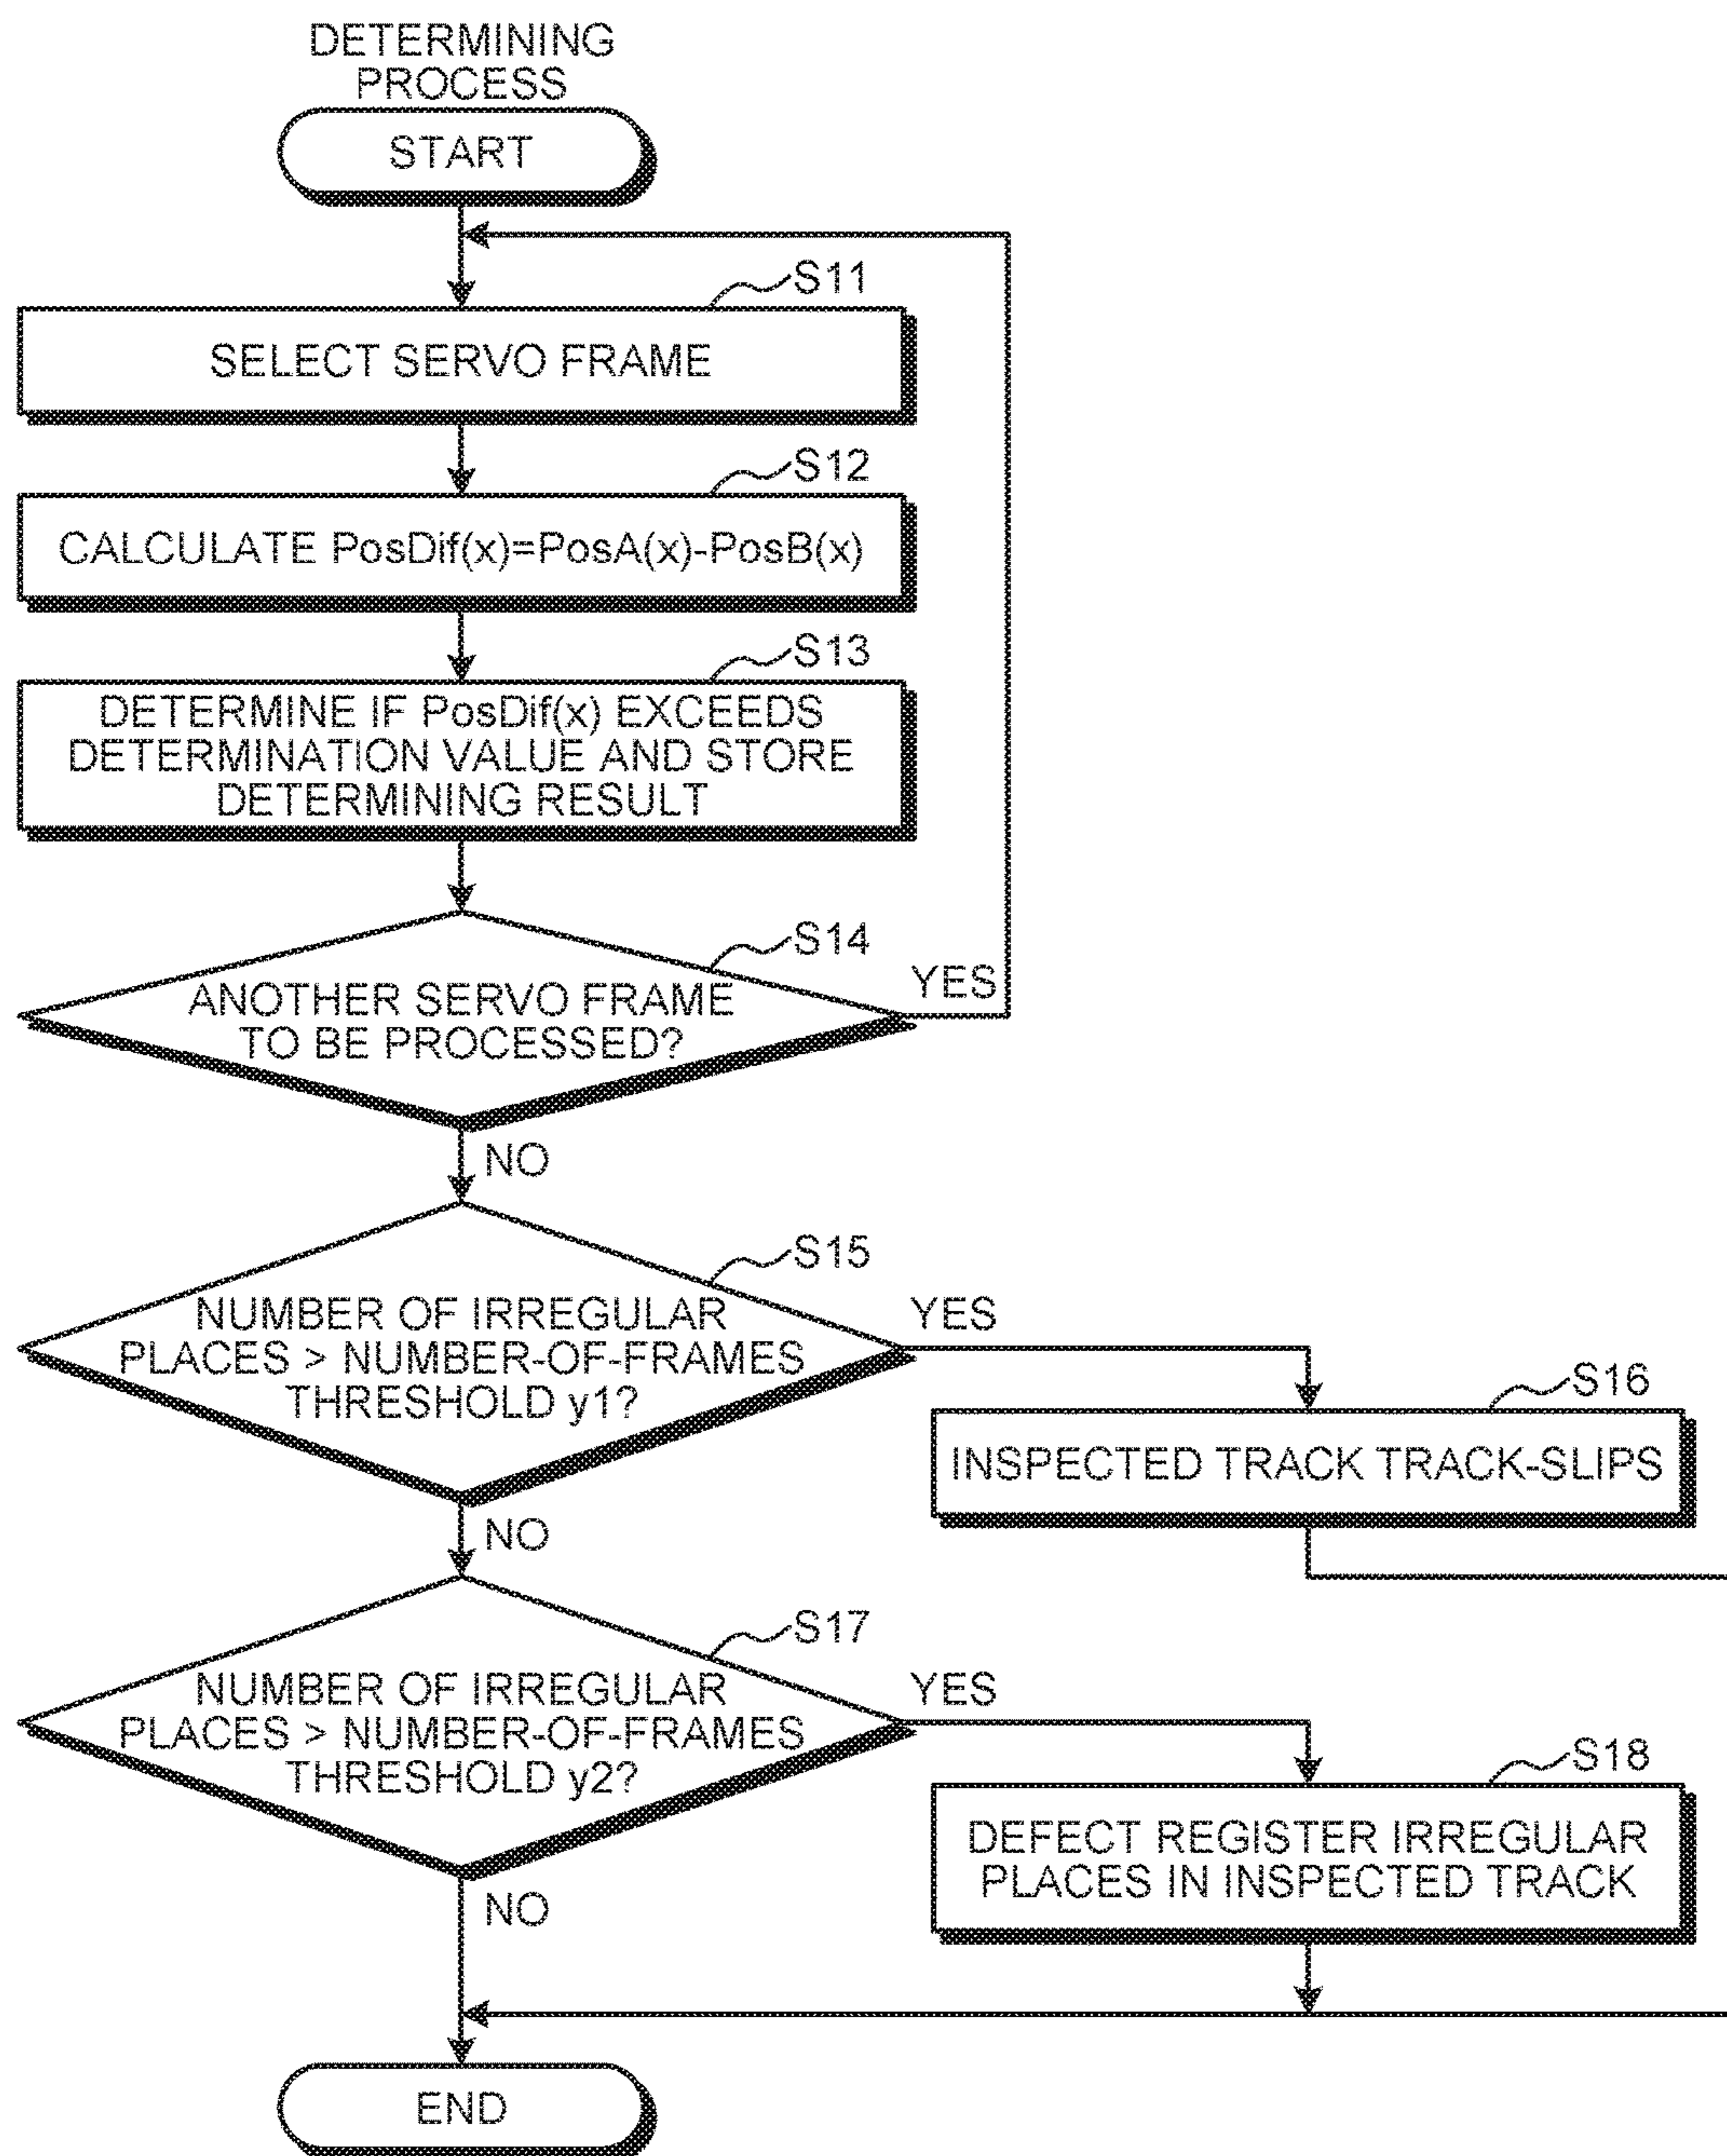 DETERMINING
PROCESS
START
S11
SELECT SERVO FRAME
S12
CALCULATE PosDif(x)=PosA(x)-PosB(x)
S13
DETERMINE IF PosDif(x) EXCEEDS
DETERMINATION VALUE AND STORE
DETERMINING RESULT
S14
YES
ANOTHER SERVO FRAME
TO BE PROCESSED?
NO
S15
YES
NUMBER OF IRREGULAR
PLACES > NUMBER-OF-FRAMES
THRESHOLD y1?
S16
INSPECTED TRACK TRACK-SLIPS
NO
S17
YES
NUMBER OF IRREGULAR
PLACES > NUMBER-OF-FRAMES
THRESHOLD y2?
S18
DEFECT REGISTER IRREGULAR
PLACES IN INSPECTED TRACK
NO
END